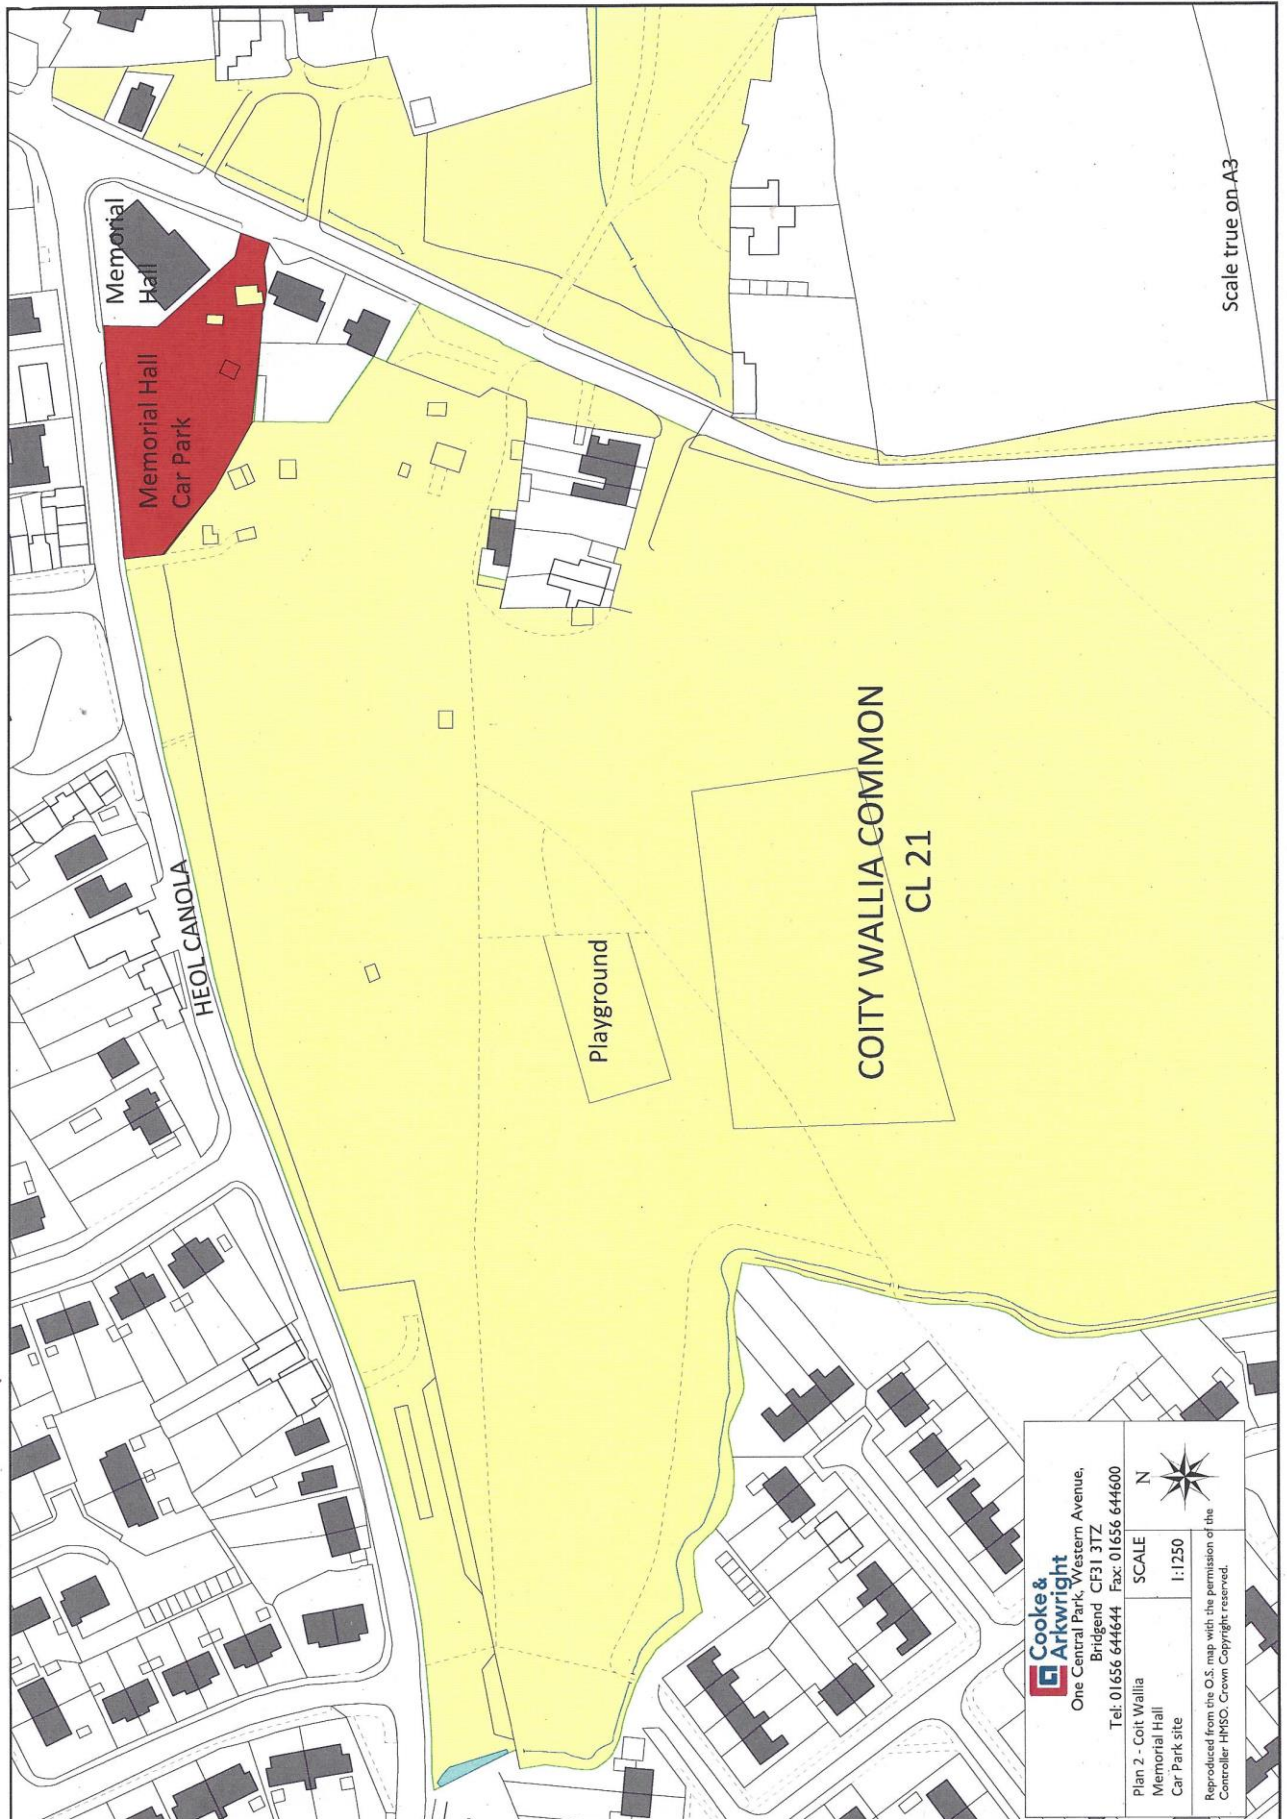 Memorial
Hall
Memorial Hall
Car Park
HEOL CANOLA
Playground
COITY WALLIA COMMON
CL 21
Scale true on A3
Cooke &
Arkwright
One Central Park, Western Avenue,
Bridgend CF31 3TZ
Tel: 01656 644644 Fax: 01656 644600
Plan 2 - Coit Wallia
Memorial Hall
Car Park site
SCALE
1:1250
N
Reproduced from the O.S. map with the permission of the
Controller HMSO. Crown Copyright reserved.